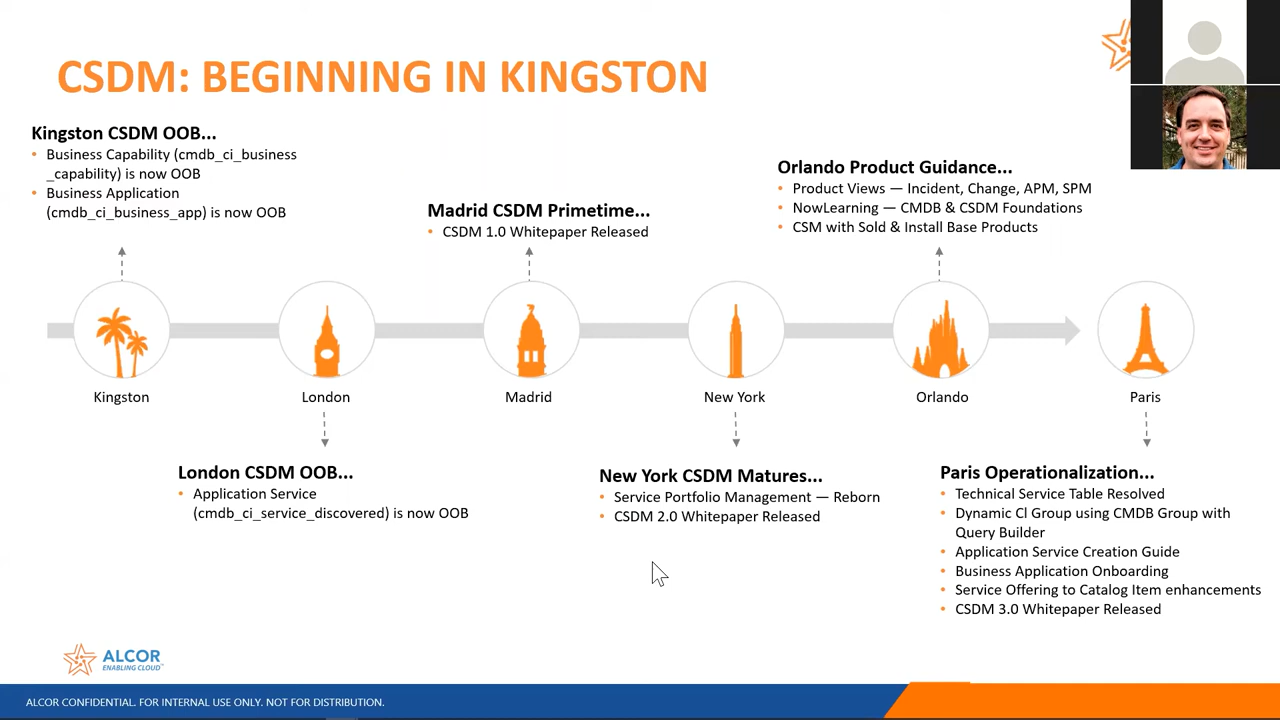 CSDM: BEGINNING IN KINGSTON
Kingston CSDM OOB...
• Business Capability (cmdb_ci_business
_capability) is now OOB
• Business Application
(cmdb_ci_business_app) is now OOB
Madrid CSDM Primetime...
• CSDM 1.0 Whitepaper Released
Orlando Product Guidance...
• Product Views — Incident, Change, APM, SPM
• NowLearning — CMDB & CSDM Foundations
• CSM with Sold & Install Base Products
Kingston
London
Madrid
New York
Orlando
Paris
London CSDM OOB...
• Application Service
(cmdb_ci_service_discovered) is now OOB
New York CSDM Matures...
• Service Portfolio Management — Reborn
• CSDM 2.0 Whitepaper Released
Paris Operationalization...
• Technical Service Table Resolved
• Dynamic Cl Group using CMDB Group with
Query Builder
• Application Service Creation Guide
• Business Application Onboarding
• Service Offering to Catalog Item enhancements
• CSDM 3.0 Whitepaper Released
ALCOR
ENABLING CLOUD™
ALCOR CONFIDENTIAL. FOR INTERNAL USE ONLY. NOT FOR DISTRIBUTION.